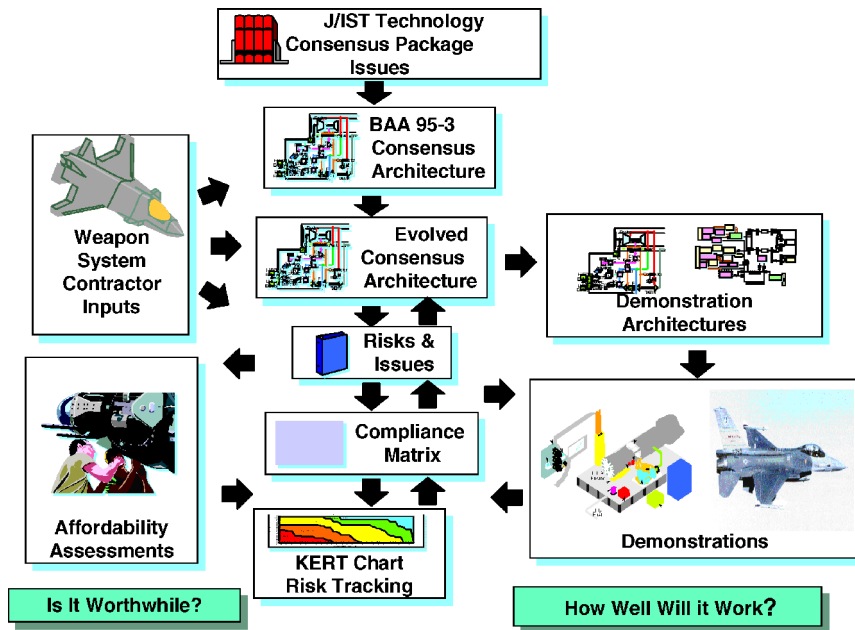 J/IST Technology
Consensus Package
Issues
BAA 95-3
Consensus
Architecture
Weapon
System
Contractor
Inputs
Evolved
Consensus
Architecture
Demonstration
Architectures
Risks &
Issues
Compliance
Matrix
Affordability
Assessments
KERT Chart
Risk Tracking
Demonstrations
Is It Worthwhile?
How Well Will it Work?